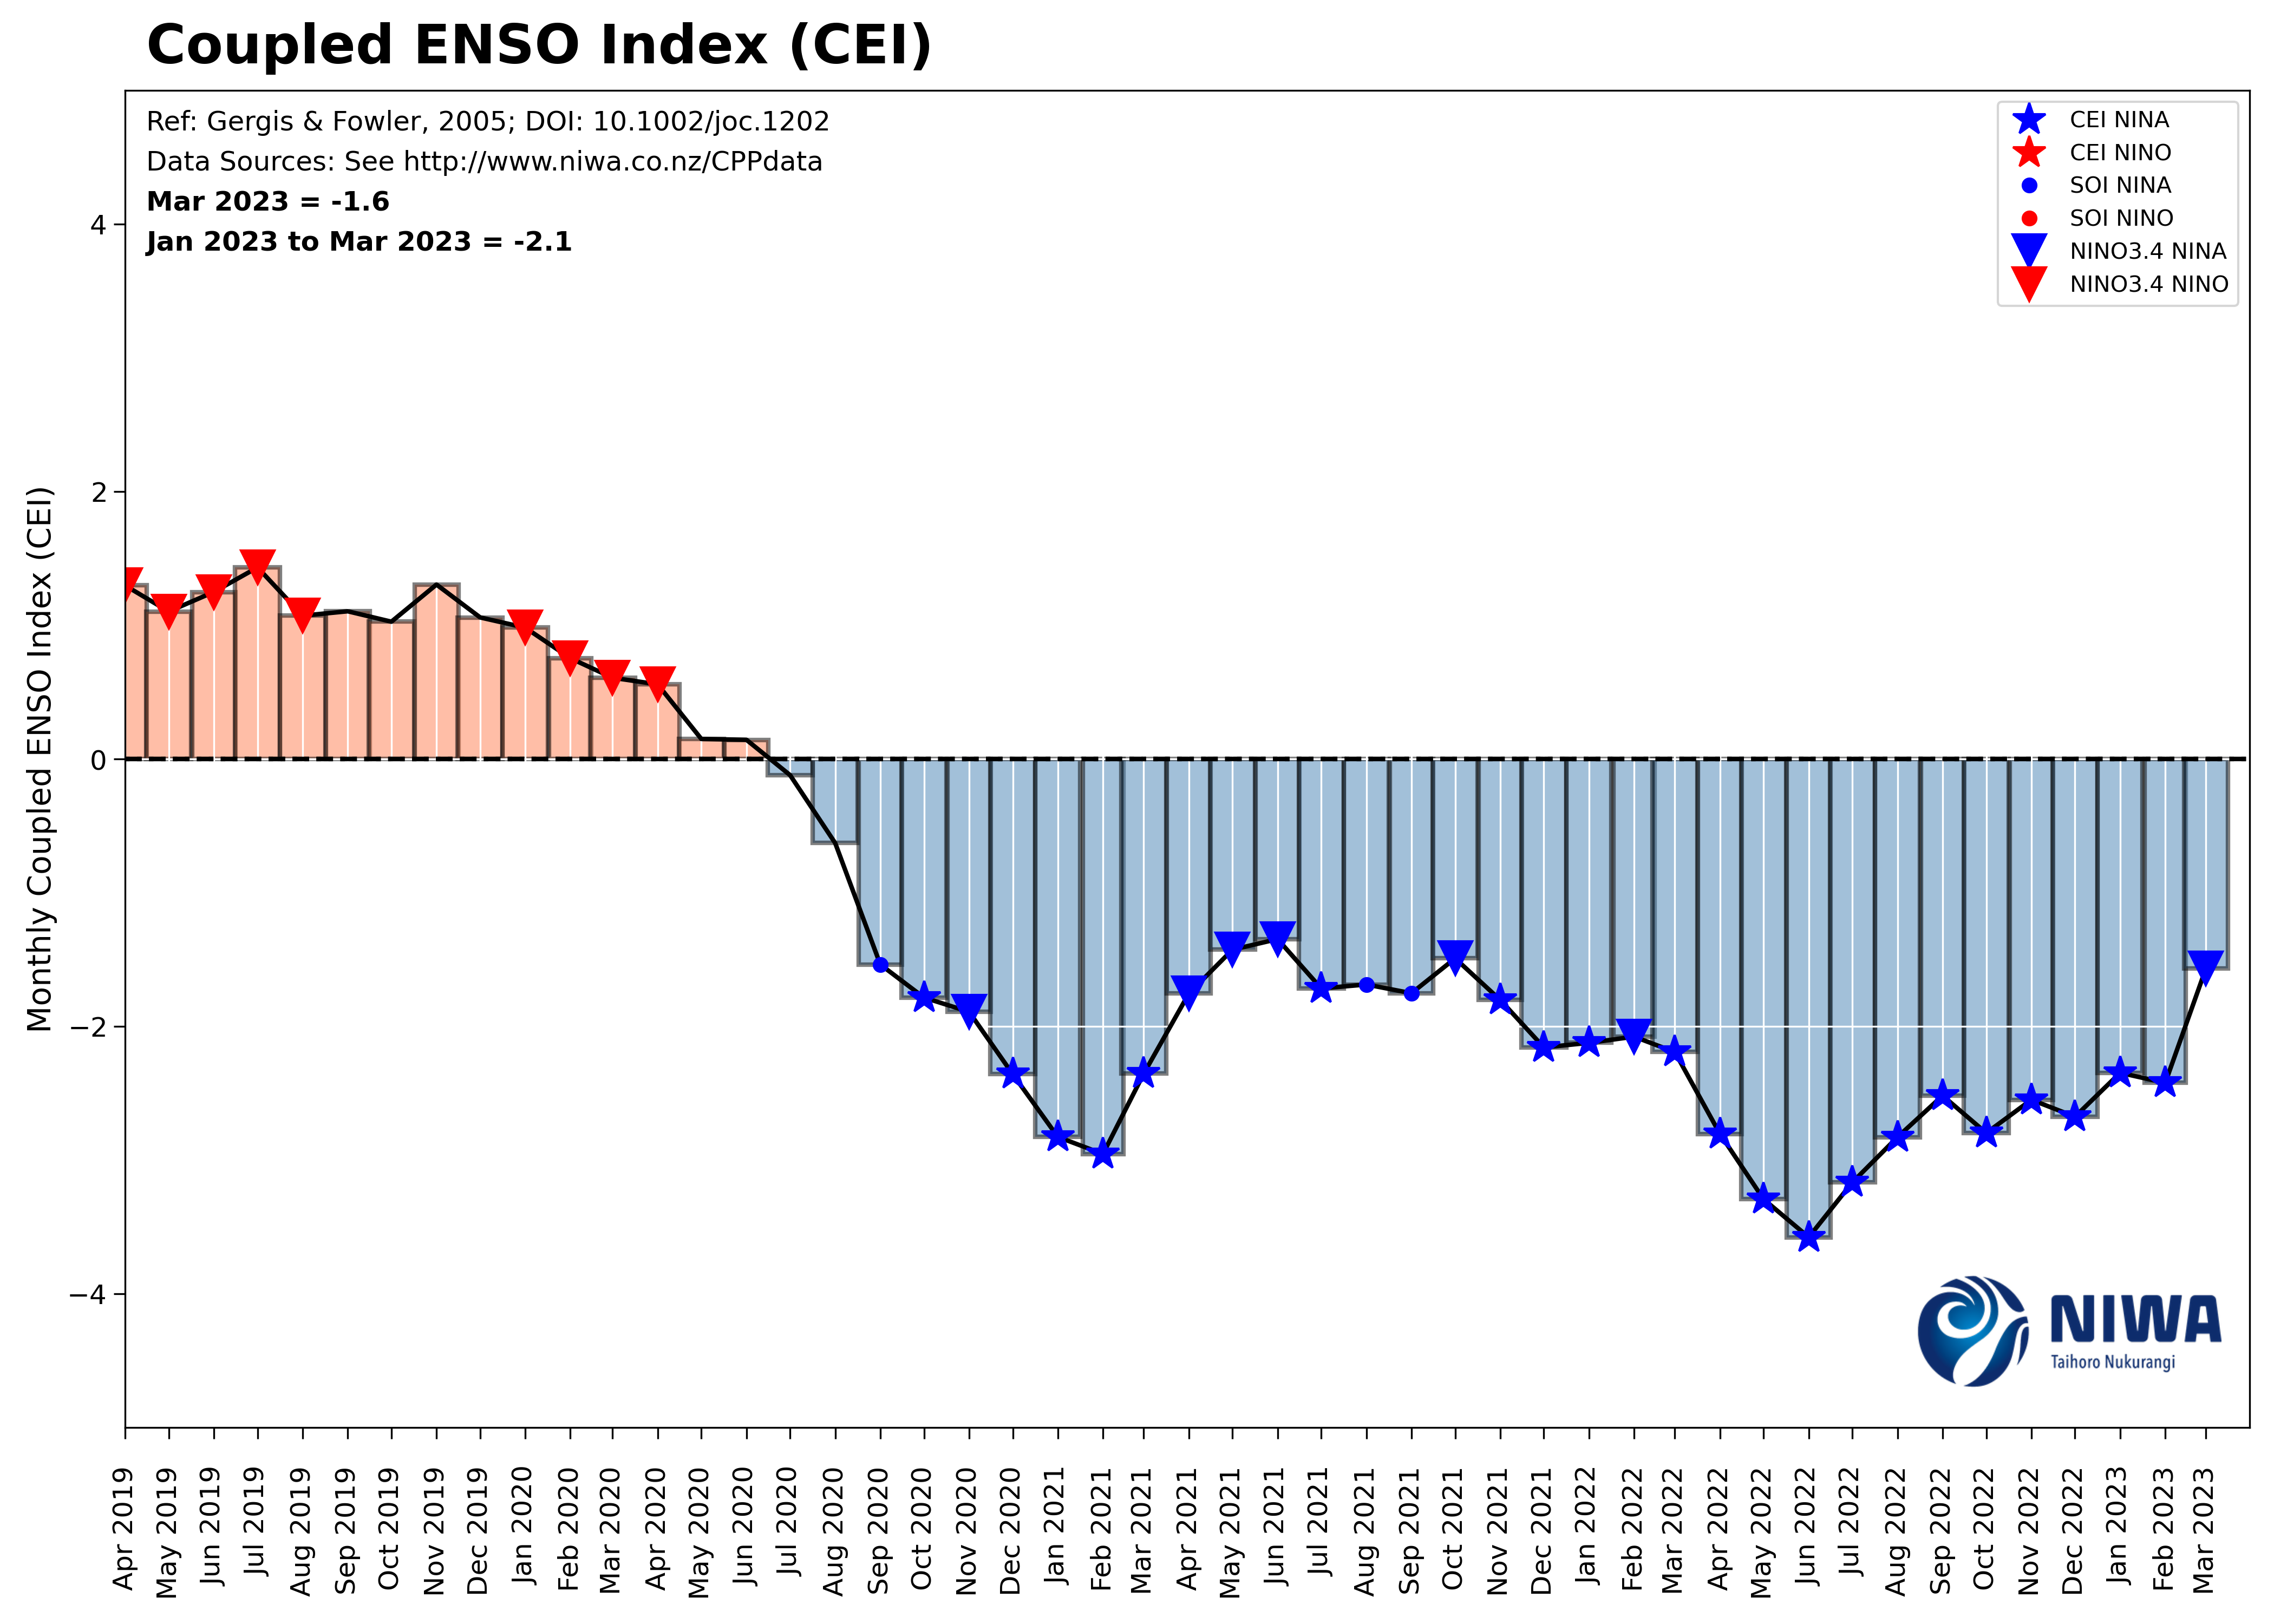 Coupled ENSO Index (CEI)
Ref: Gergis & Fowler, 2005; DOI: 10.1002/joc.1202
Data Sources: See http://www.niwa.co.nz/CPPdata
Mar 2023 = -1.6
Jan 2023 to Mar 2023 = -2.1
CEI NINA
CEI NINO
SOI NINA
SOI NINO
NINO3.4 NINA
NINO3.4 NINO
Monthly Coupled ENSO Index (CEI)
4
2
0
−2
−4
NIWA
Taihoro Nukurangi
Apr 2019
May 2019
Jun 2019
Jul 2019
Aug 2019
Sep 2019
Oct 2019
Nov 2019
Dec 2019
Jan 2020
Feb 2020
Mar 2020
Apr 2020
May 2020
Jun 2020
Jul 2020
Aug 2020
Sep 2020
Oct 2020
Nov 2020
Dec 2020
Jan 2021
Feb 2021
Mar 2021
Apr 2021
May 2021
Jun 2021
Jul 2021
Aug 2021
Sep 2021
Oct 2021
Nov 2021
Dec 2021
Jan 2022
Feb 2022
Mar 2022
Apr 2022
May 2022
Jun 2022
Jul 2022
Aug 2022
Sep 2022
Oct 2022
Nov 2022
Dec 2022
Jan 2023
Feb 2023
Mar 2023